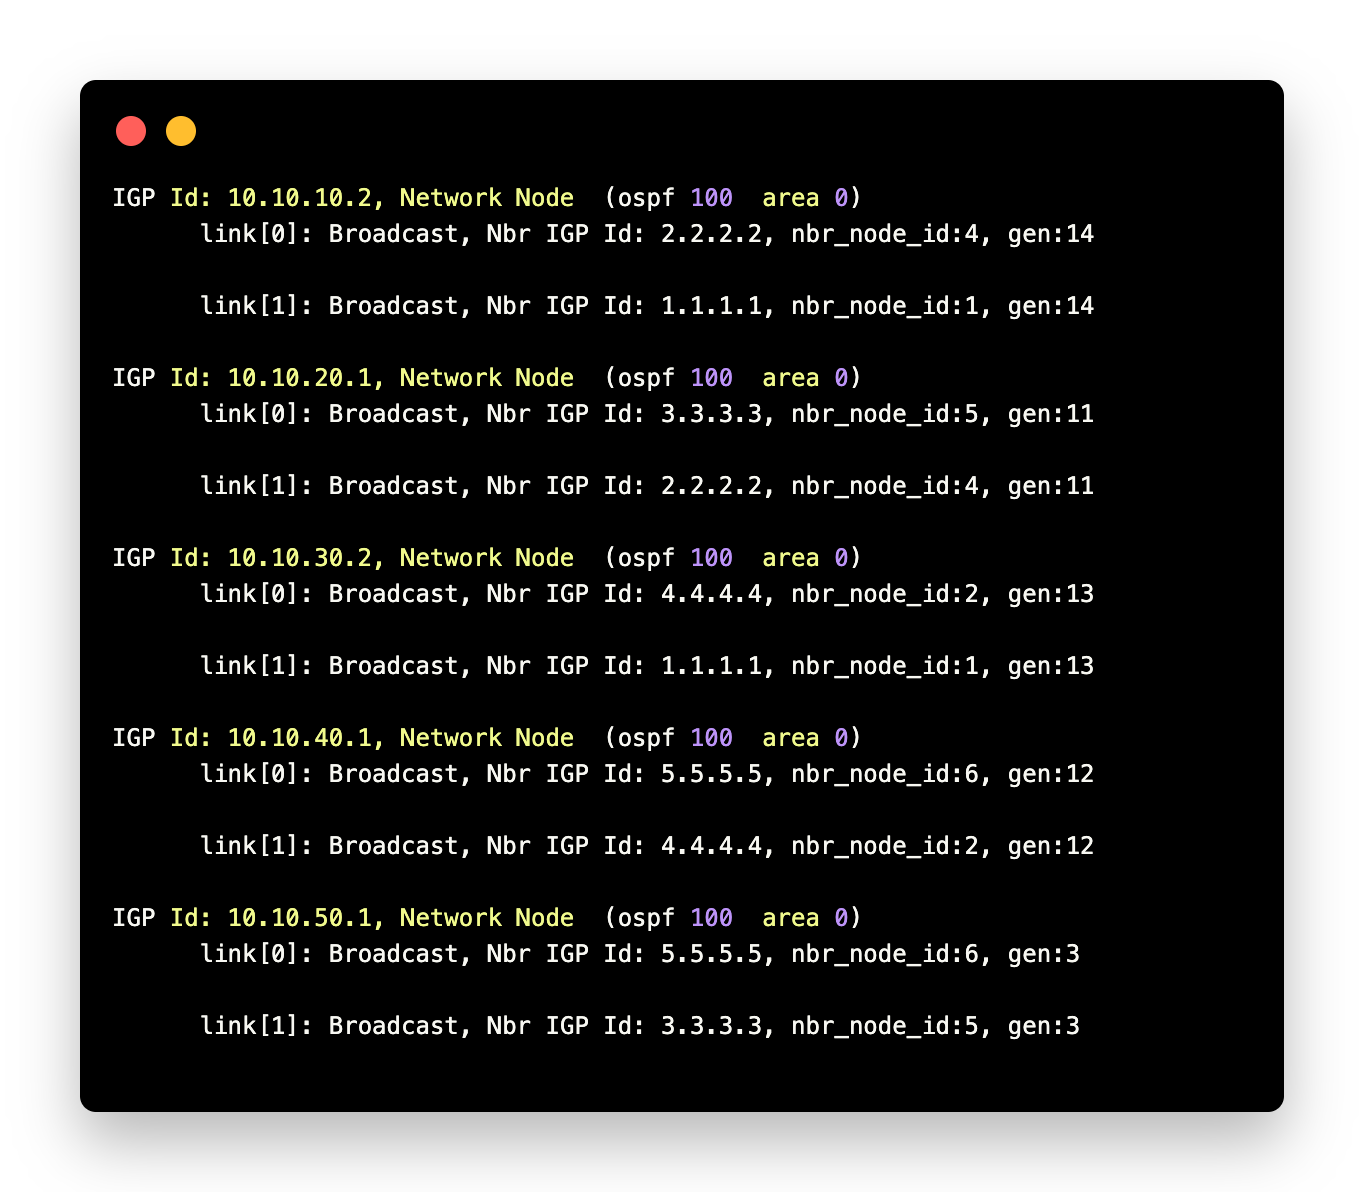 IGP Id: 10.10.10.2, Network Node  (ospf 100  area 0)
      link[0]: Broadcast, Nbr IGP Id: 2.2.2.2, nbr_node_id:4, gen:14
      link[1]: Broadcast, Nbr IGP Id: 1.1.1.1, nbr_node_id:1, gen:14
IGP Id: 10.10.20.1, Network Node  (ospf 100  area 0)
      link[0]: Broadcast, Nbr IGP Id: 3.3.3.3, nbr_node_id:5, gen:11
      link[1]: Broadcast, Nbr IGP Id: 2.2.2.2, nbr_node_id:4, gen:11
IGP Id: 10.10.30.2, Network Node  (ospf 100  area 0)
      link[0]: Broadcast, Nbr IGP Id: 4.4.4.4, nbr_node_id:2, gen:13
      link[1]: Broadcast, Nbr IGP Id: 1.1.1.1, nbr_node_id:1, gen:13
IGP Id: 10.10.40.1, Network Node  (ospf 100  area 0)
      link[0]: Broadcast, Nbr IGP Id: 5.5.5.5, nbr_node_id:6, gen:12
      link[1]: Broadcast, Nbr IGP Id: 4.4.4.4, nbr_node_id:2, gen:12
IGP Id: 10.10.50.1, Network Node  (ospf 100  area 0)
      link[0]: Broadcast, Nbr IGP Id: 5.5.5.5, nbr_node_id:6, gen:3
      link[1]: Broadcast, Nbr IGP Id: 3.3.3.3, nbr_node_id:5, gen:3